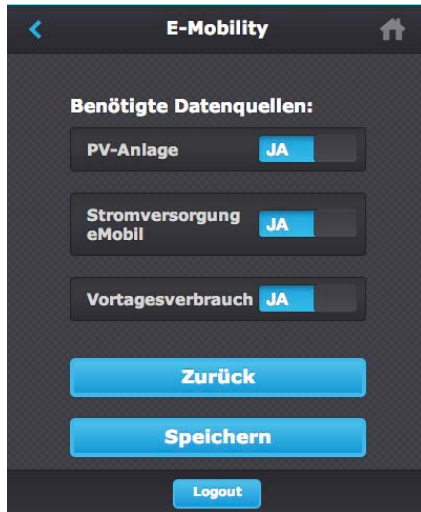 E-Mobility
Benötigte Datenquellen:
PV-Anlage JA
Stromversorgung
eMobil JA
Vortagesverbrauch JA
Zurück
Speichern
Logout